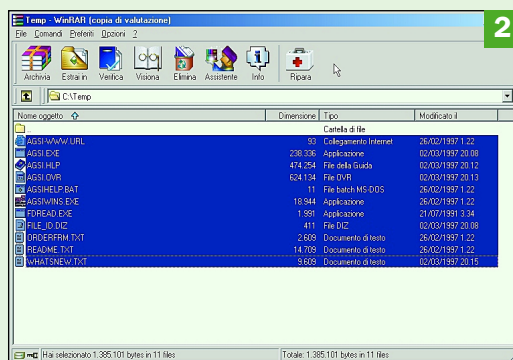 Temp - WinRAR (copia di valutazione)
2
File Comandi Preferiti Opzioni ?
Archivia Estrai in Verifica Visiona Elimina Assistente Info Ripara
C:\Temp
Nome oggetto Dimensione Tipo Modificato il
.. Cartella di file
AGSI-WWW.URL 93 Collegamento Internet 26/02/1997 1.22
AGSI.EXE 238.336 Applicazione 02/03/1997 20.08
AGSI.HLP 474.254 File della Guida 02/03/1997 20.12
AGSI.OVR 624.134 File OVR 02/03/1997 20.13
AGSIHELP.BAT 11 File batch MS-DOS 26/02/1997 1.22
AGSIWINS.EXE 18.944 Applicazione 26/02/1997 1.22
FDREAD.EXE 1.991 Applicazione 21/07/1991 3.34
FILE_ID.DIZ 411 File DIZ 02/03/1997 20.08
ORDERFRM.TXT 2.609 Documento di testo 26/02/1997 1.22
README.TXT 14.709 Documento di testo 26/02/1997 1.22
WHATSNEW.TXT 9.609 Documento di testo 02/03/1997 20.15
Hai selezionato 1.385.101 bytes in 11 files Totale: 1.385.101 bytes in 11 files